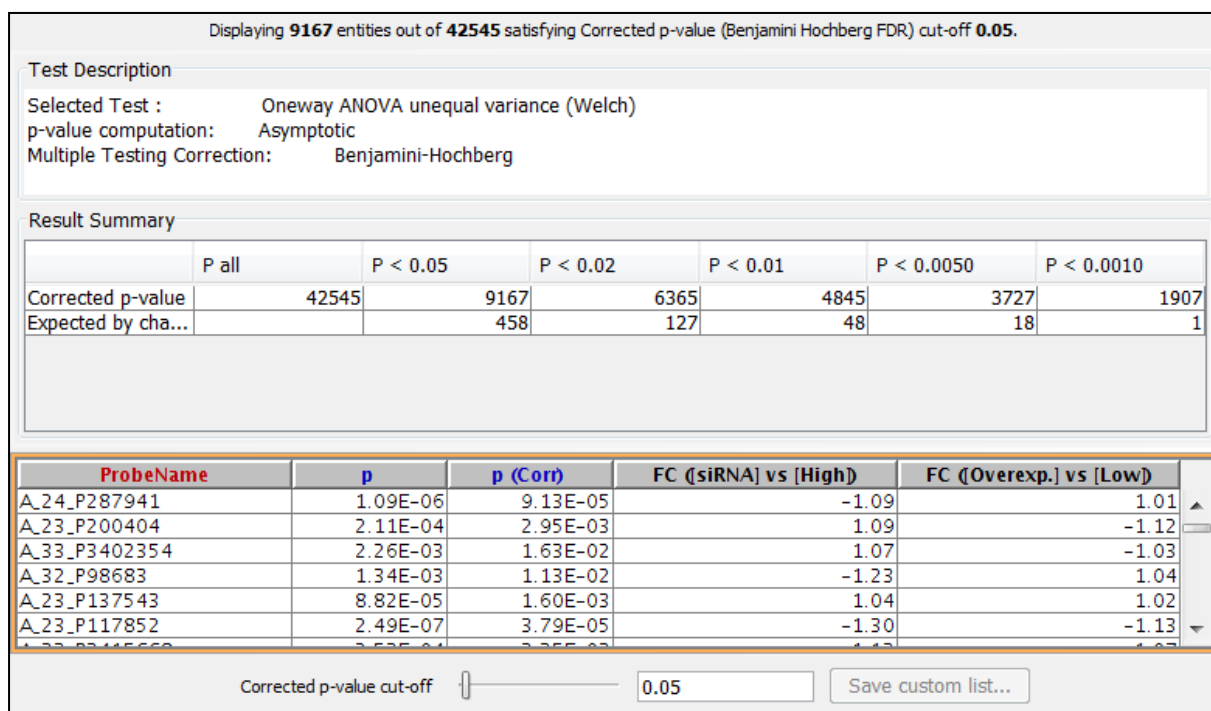 Displaying 9167 entities out of 42545 satisfying Corrected p-value (Benjamini Hochberg FDR) cut-off 0.05.
Test Description
Selected Test : Oneway ANOVA unequal variance (Welch)
p-value computation: Asymptotic
Multiple Testing Correction: Benjamini-Hochberg
Result Summary
P all P < 0.05 P < 0.02 P < 0.01 P < 0.0050 P < 0.0010
Corrected p-value 42545 9167 6365 4845 3727 1907
Expected by cha... 458 127 48 18 1
ProbeName p p (Corr) FC ([siRNA] vs [High]) FC ([Overexp.] vs [Low])
A_24_P287941 1.09E-06 9.13E-05 -1.09 1.01
A_23_P200404 2.11E-04 2.95E-03 1.09 -1.12
A_33_P3402354 2.26E-03 1.63E-02 1.07 -1.03
A_32_P98683 1.34E-03 1.13E-02 -1.23 1.04
A_23_P137543 8.82E-05 1.60E-03 1.04 1.02
A_23_P117852 2.49E-07 3.79E-05 -1.30 -1.13
Corrected p-value cut-off 0.05 Save custom list...